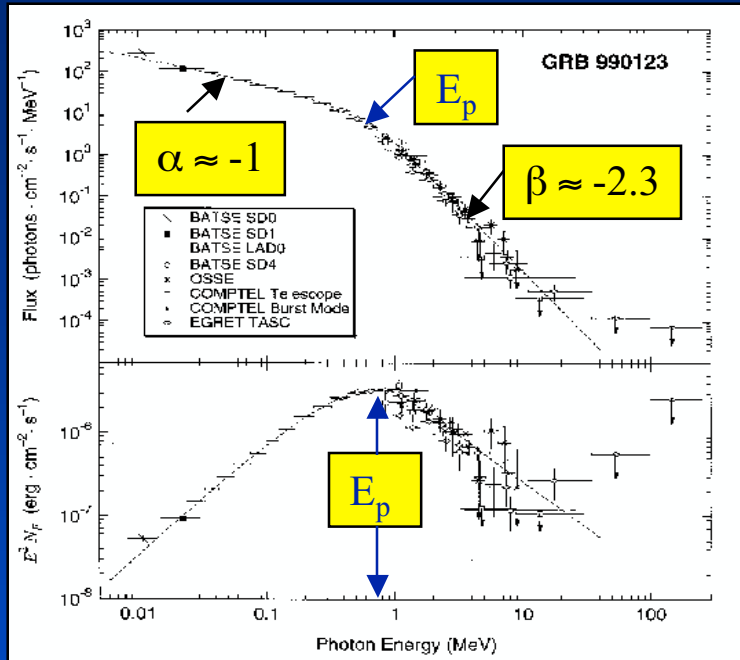 GRB 990123
10³
10²
10¹
10⁰
10⁻¹
10⁻²
10⁻³
10⁻⁴
Flux (photons · cm⁻² · s⁻¹ · MeV⁻¹)
Eₚ
α ≈ -1
β ≈ -2.3
BATSE SD0
BATSE SD1
BATSE LAD0
BATSE SD4
OSSE
COMPTEL Telescope
COMPTEL Burst Mode
EGRET TASC
10⁻⁶
10⁻⁷
10⁻⁸
(erg · cm⁻² · s⁻¹)
Eₚ
0.01 0.1 1 10 100
Photon Energy (MeV)